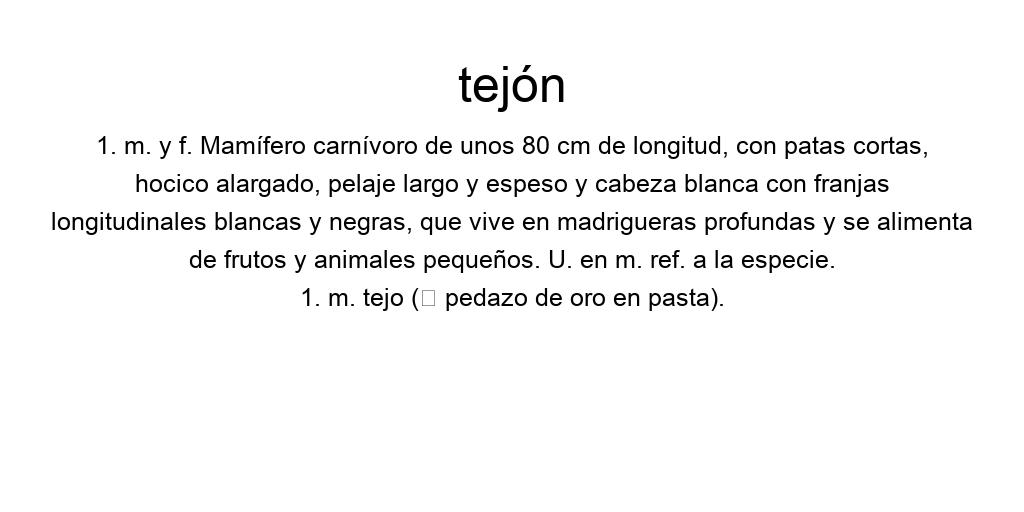 tejón
1. m. y f. Mamífero carnívoro de unos 80 cm de longitud, con patas cortas,
hocico alargado, pelaje largo y espeso y cabeza blanca con franjas
longitudinales blancas y negras, que vive en madrigueras profundas y se alimenta
de frutos y animales pequeños. U. en m. ref. a la especie.
1. m. tejo (□ pedazo de oro en pasta).